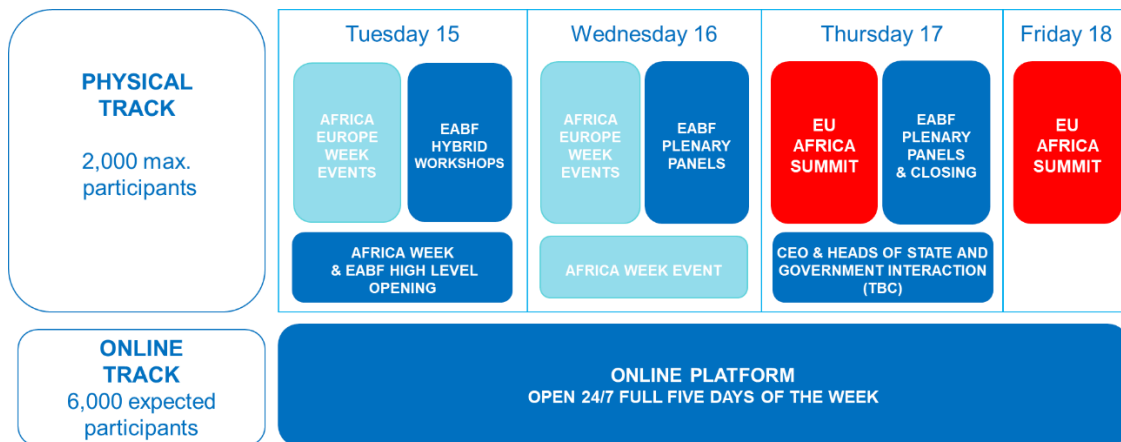 PHYSICAL
TRACK
2,000 max.
participants
Tuesday 15
Wednesday 16
Thursday 17
Friday 18
AFRICA
EUROPE
WEEK
EVENTS
EABF
HYBRID
WORKSHOPS
AFRICA
EUROPE
WEEK
EVENTS
EABF
PLENARY
PANELS
EU
AFRICA
SUMMIT
EABF
PLENARY
PANELS
& CLOSING
EU
AFRICA
SUMMIT
AFRICA WEEK
& EABF HIGH LEVEL
OPENING
AFRICA WEEK EVENT
CEO & HEADS OF STATE AND
GOVERNMENT INTERACTION
(TBC)
ONLINE
TRACK
6,000 expected
participants
ONLINE PLATFORM
OPEN 24/7 FULL FIVE DAYS OF THE WEEK